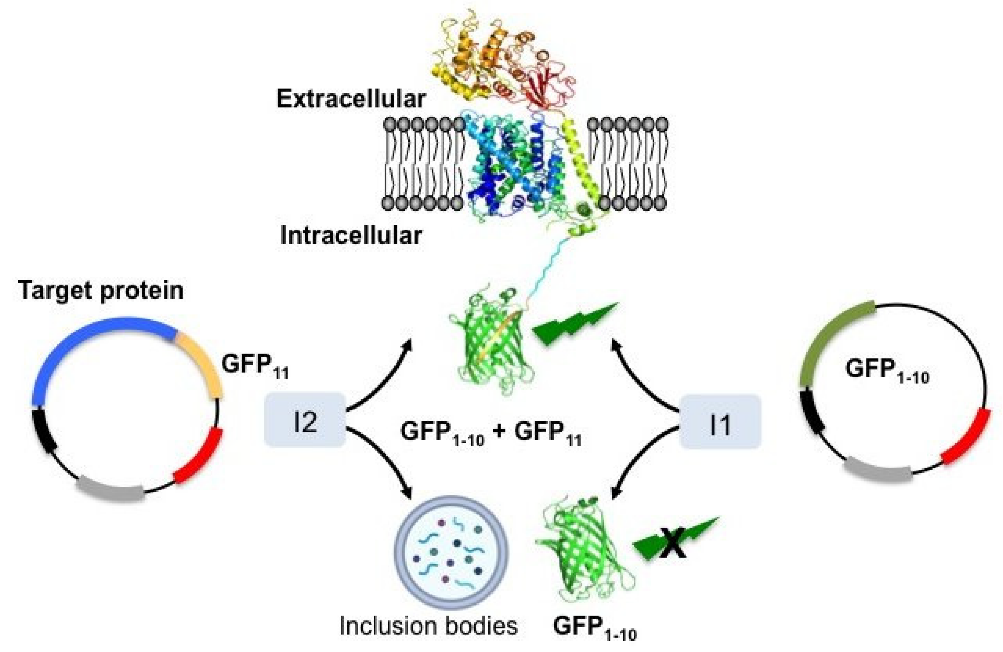 Extracellular
Intracellular
Target protein
GFP11
GFP1-10
I2
GFP1-10 + GFP11
I1
X
Inclusion bodies
GFP1-10